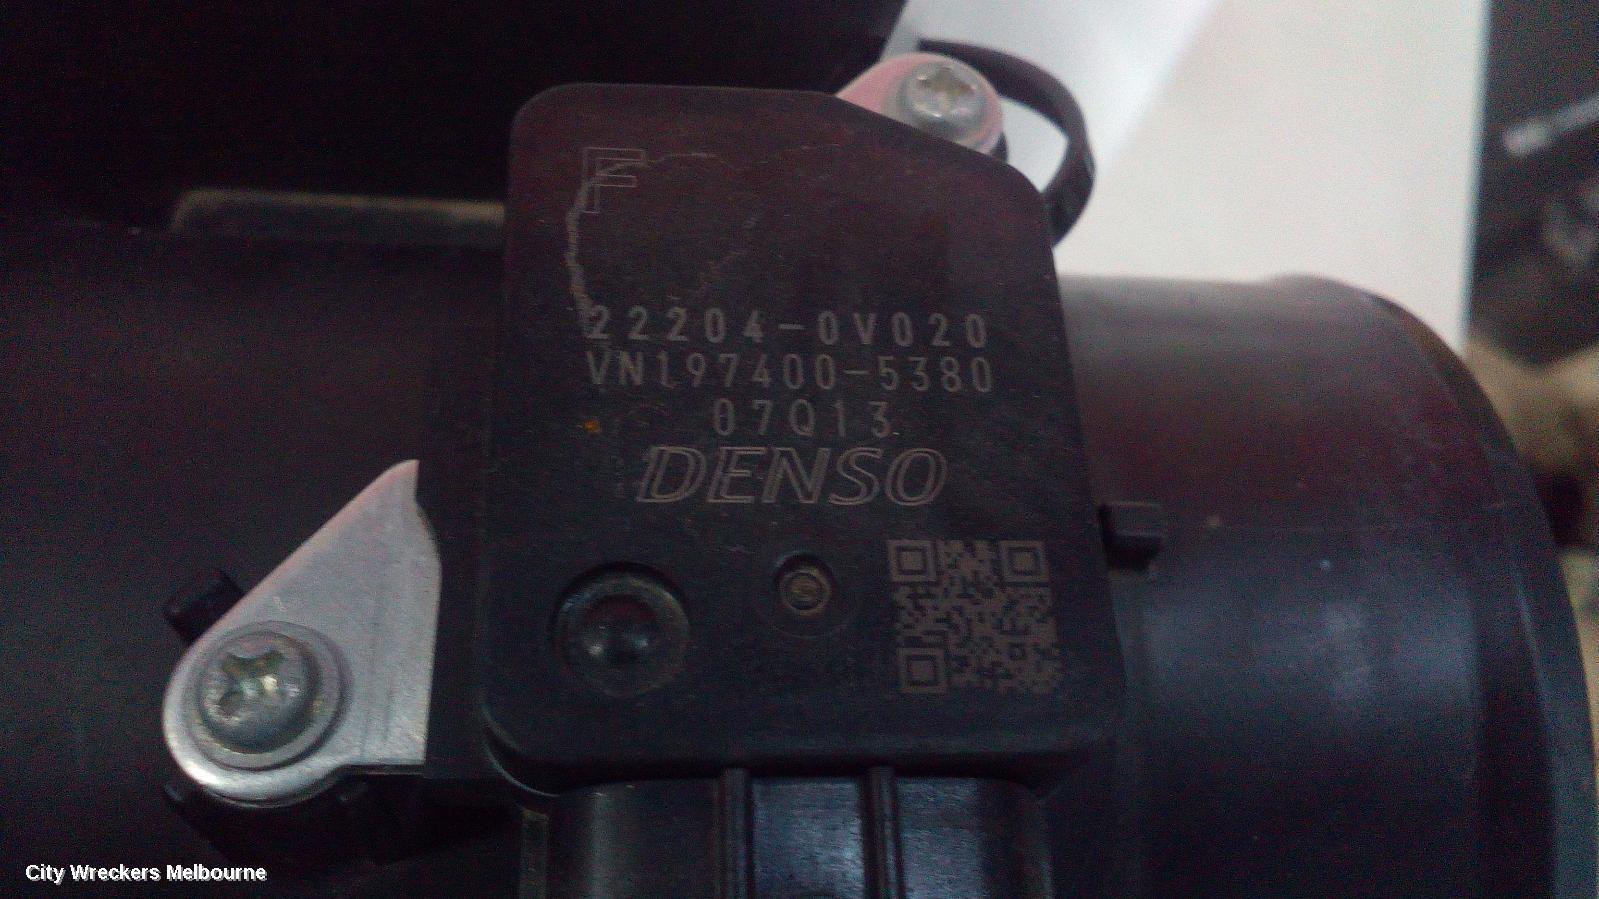 F
22204-0V020
VN197400-5380
07Q13
DENSO
City Wreckers Melbourne